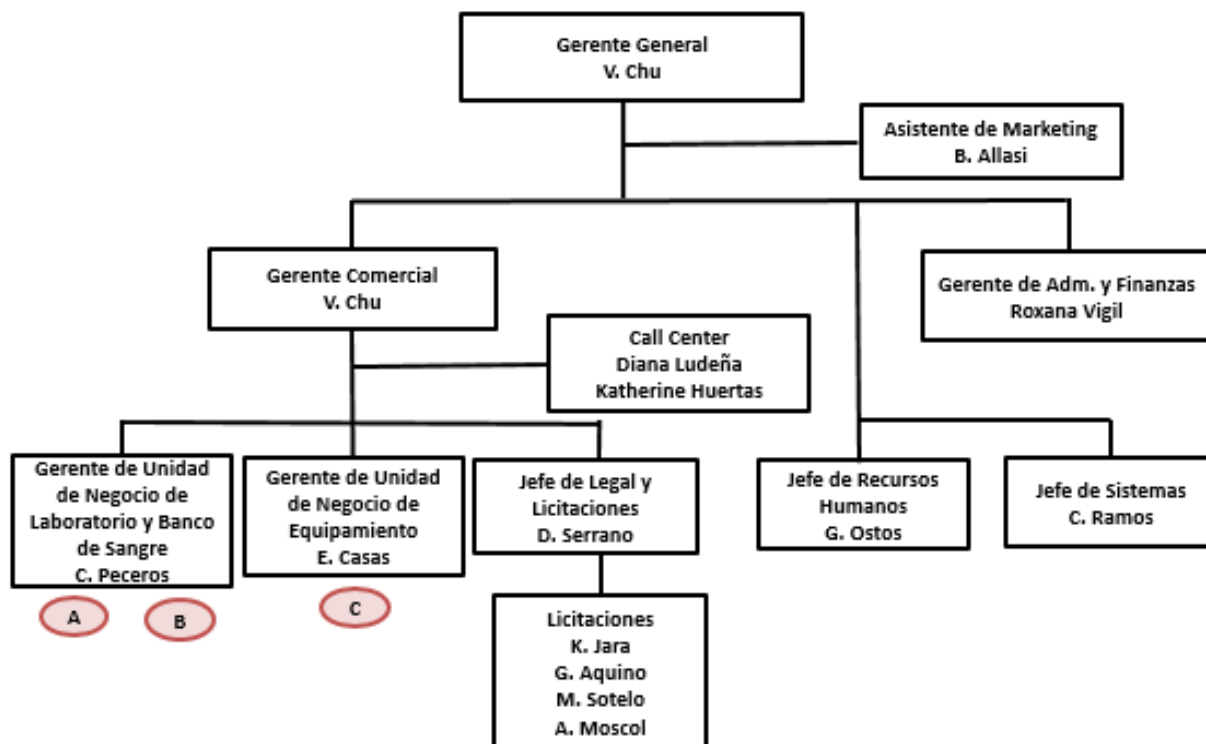 Gerente General
V. Chu
Asistente de Marketing
B. Allasi
Gerente Comercial
V. Chu
Gerente de Adm. y Finanzas
Roxana Vigil
Call Center
Diana Ludeña
Katherine Huertas
Gerente de Unidad
de Negocio de
Laboratorio y Banco
de Sangre
C. Peceros
Gerente de Unidad
de Negocio de
Equipamiento
E. Casas
Jefe de Legal y
Licitaciones
D. Serrano
Jefe de Recursos
Humanos
G. Ostos
Jefe de Sistemas
C. Ramos
A
B
C
Licitaciones
K. Jara
G. Aquino
M. Sotelo
A. Moscol